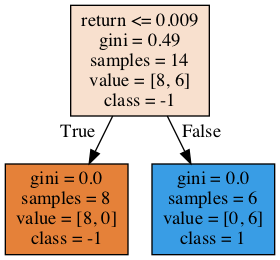 return <= 0.009
gini = 0.49
samples = 14
value = [8, 6]
class = -1
True
False
gini = 0.0
samples = 8
value = [8, 0]
class = -1
gini = 0.0
samples = 6
value = [0, 6]
class = 1